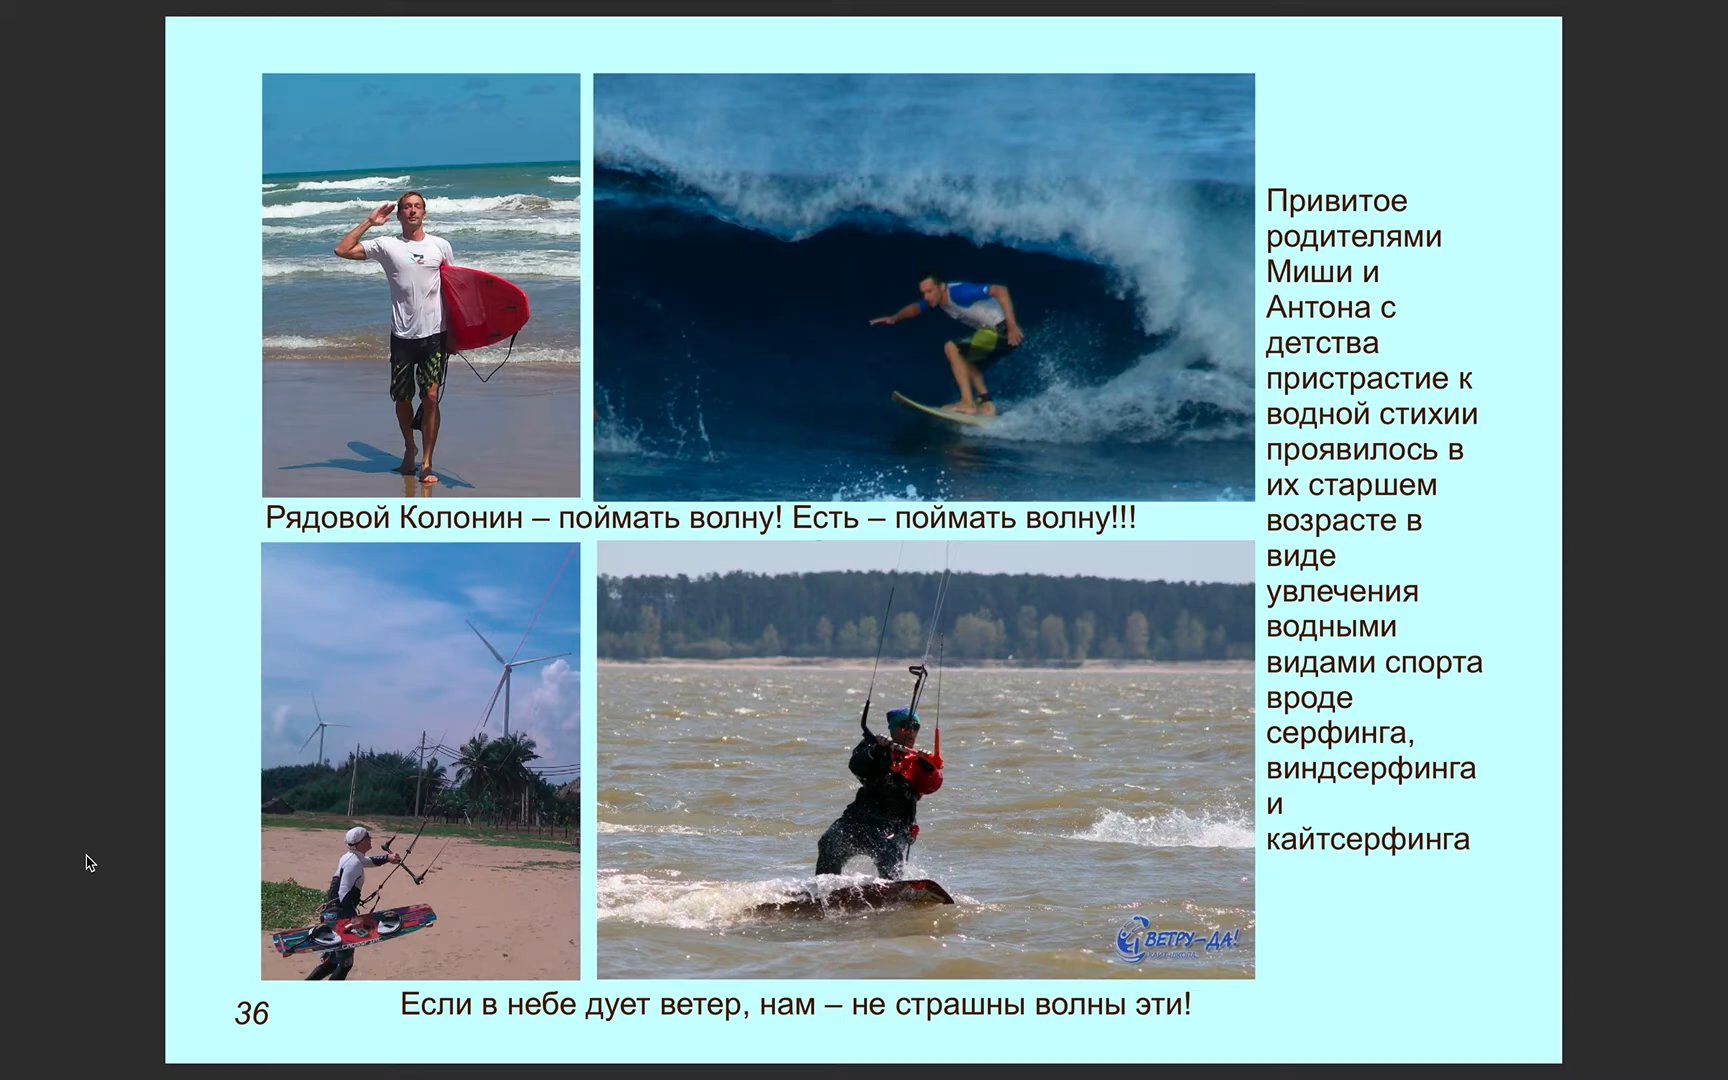 Привитое
родителями
Миши и
Антона с
детства
пристрастие к
водной стихии
проявилось в
их старшем
возрасте в
виде
увлечения
водными
видами спорта
вроде
серфинга,
виндсерфинга
и
кайтсерфинга
Рядовой Колонин – поймать волну! Есть – поймать волну!!!
ВЕТРУ-ДА!
Если в небе дует ветер, нам – не страшны волны эти!
36